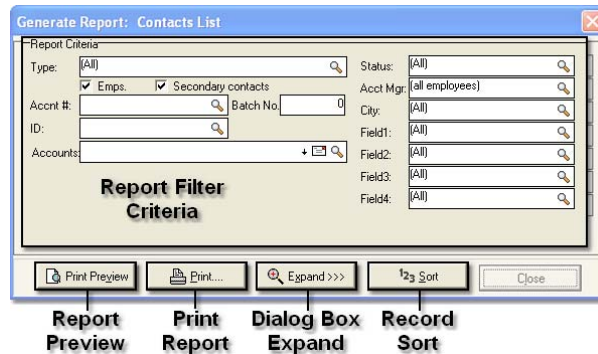 Generate Report: Contacts List
Report Criteria
Type: (All)
Emps. Secondary contacts
Accnt #: Batch No. 0
ID:
Accounts:
Status: (All)
Acct Mgr: (all employees)
City: (All)
Field1: (All)
Field2: (All)
Field3: (All)
Field4: (All)
Report Filter
Criteria
Print Preview
Print....
Expand >>>
123 Sort
Close
Report
Preview
Print
Report
Dialog Box
Expand
Record
Sort